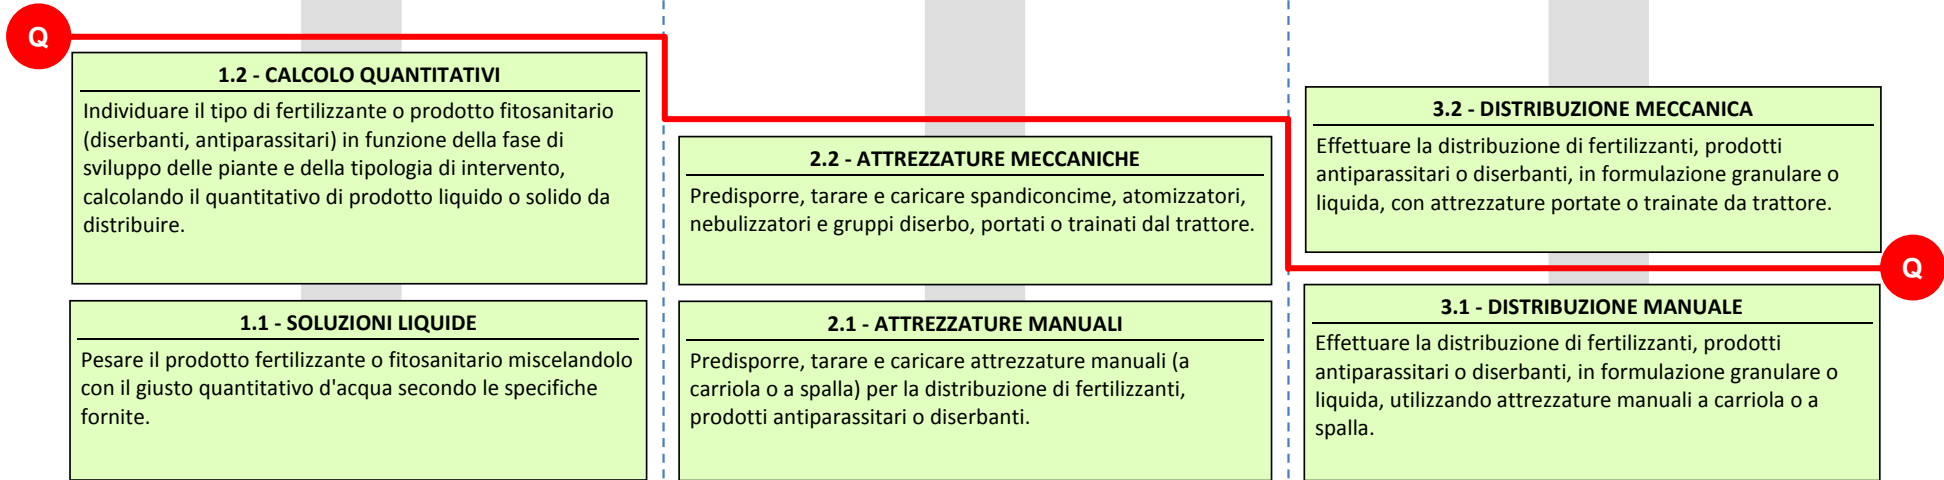 Q
1.2 - CALCOLO QUANTITATIVI
Individuare il tipo di fertilizzante o prodotto fitosanitario
(diserbanti, antiparassitari) in funzione della fase di
sviluppo delle piante e della tipologia di intervento,
calcolando il quantitativo di prodotto liquido o solido da
distribuire.
2.2 - ATTREZZATURE MECCANICHE
Predisporre, tarare e caricare spandiconcime, atomizzatori,
nebulizzatori e gruppi diserbo, portati o trainati dal trattore.
3.2 - DISTRIBUZIONE MECCANICA
Effettuare la distribuzione di fertilizzanti, prodotti
antiparassitari o diserbanti, in formulazione granulare o
liquida, con attrezzature portate o trainate da trattore.
Q
1.1 - SOLUZIONI LIQUIDE
Pesare il prodotto fertilizzante o fitosanitario miscelandolo
con il giusto quantitativo d'acqua secondo le specifiche
fornite.
2.1 - ATTREZZATURE MANUALI
Predisporre, tarare e caricare attrezzature manuali (a
carriola o a spalla) per la distribuzione di fertilizzanti,
prodotti antiparassitari o diserbanti.
3.1 - DISTRIBUZIONE MANUALE
Effettuare la distribuzione di fertilizzanti, prodotti
antiparassitari o diserbanti, in formulazione granulare o
liquida, utilizzando attrezzature manuali a carriola o a
spalla.